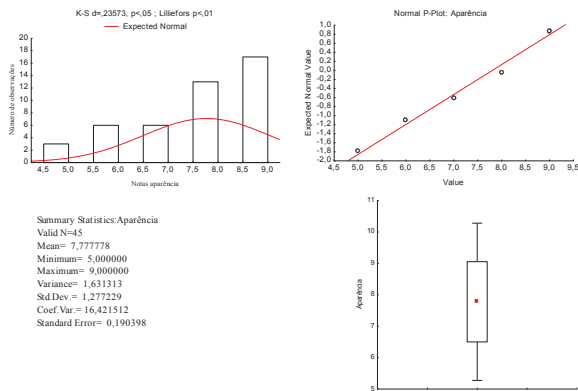 K-S d=,23573, p<,05 ; Lilliefors p<,01
Expected Normal
Número de observações
20
18
16
14
12
10
8
6
4
2
0
4,5 5,0 5,5 6,0 6,5 7,0 7,5 8,0 8,5 9,0
Notas aparência
Normal P-Plot: Aparência
Expected Normal Value
1,0
0,8
0,6
0,4
0,2
0,0
-0,2
-0,4
-0,6
-0,8
-1,0
-1,2
-1,4
-1,6
-1,8
-2,0
4,5 5,0 5,5 6,0 6,5 7,0 7,5 8,0 8,5 9,0 9,5
Value
Summary Statistics:Aparência
Valid N=45
Mean= 7,777778
Minimum= 5,000000
Maximum= 9,000000
Variance= 1,631313
Std.Dev.= 1,277229
Coef.Var.= 16,421512
Standard Error= 0,190398
Aparência
11
10
9
8
7
6
5